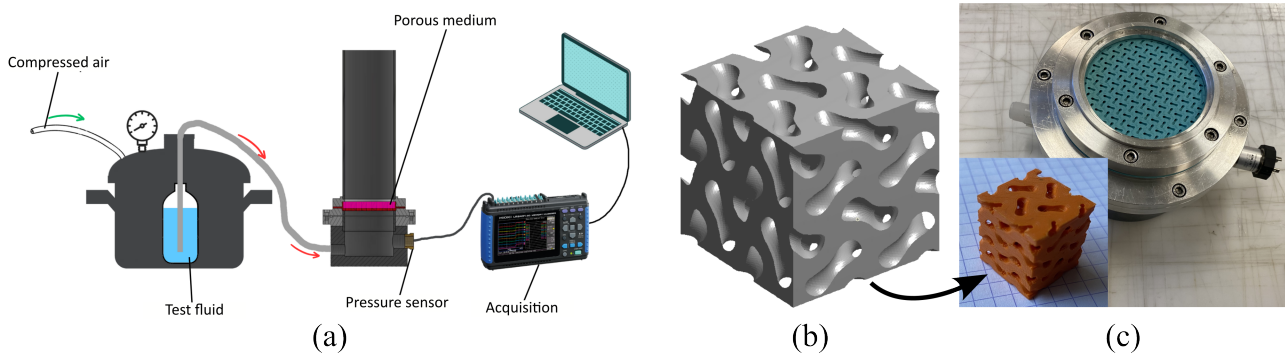 Porous medium
Compressed air
Test fluid
Pressure sensor
Acquisition
(a)
(b)
(c)